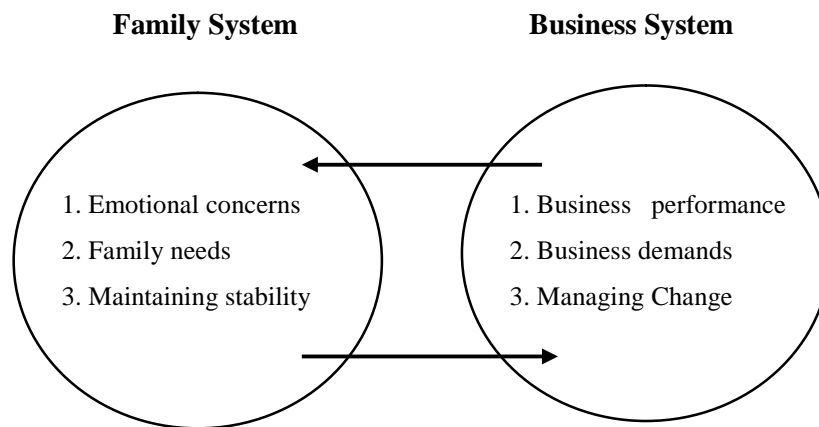 Family System
Business System
1. Emotional concerns
2. Family needs
3. Maintaining stability
1. Business performance
2. Business demands
3. Managing Change